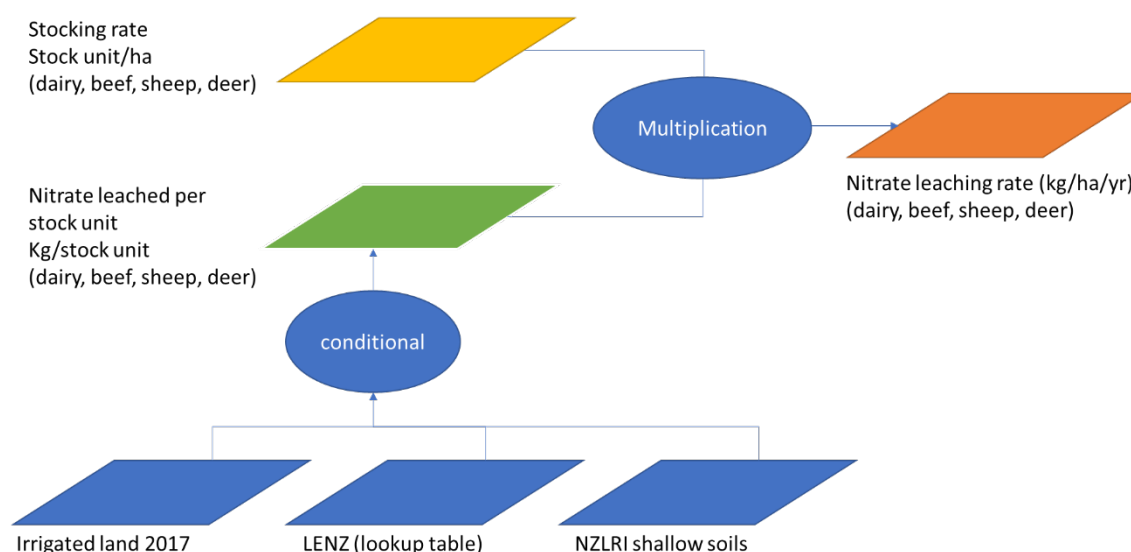 Stocking rate
Stock unit/ha
(dairy, beef, sheep, deer)
Multiplication
Nitrate leaching rate (kg/ha/yr)
(dairy, beef, sheep, deer)
Nitrate leached per
stock unit
Kg/stock unit
(dairy, beef, sheep, deer)
conditional
Irrigated land 2017
LENZ (lookup table)
NZLRI shallow soils